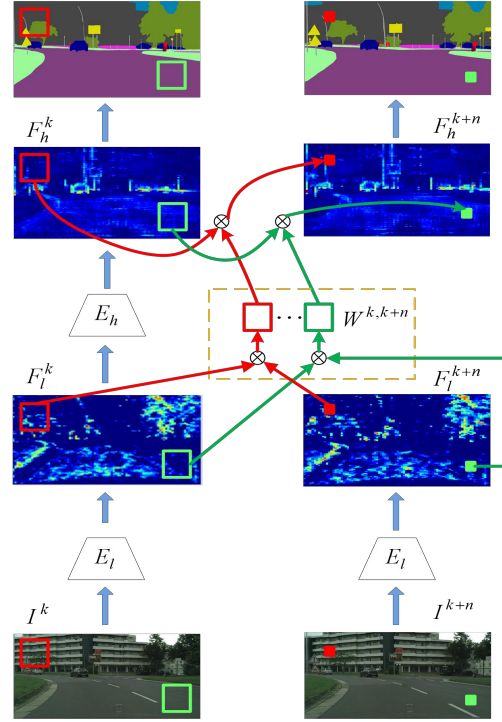 F_h^k
F_h^{k+n}
E_h
...
W^{k,k+n}
F_l^k
F_l^{k+n}
E_l
E_l
I^k
I^{k+n}